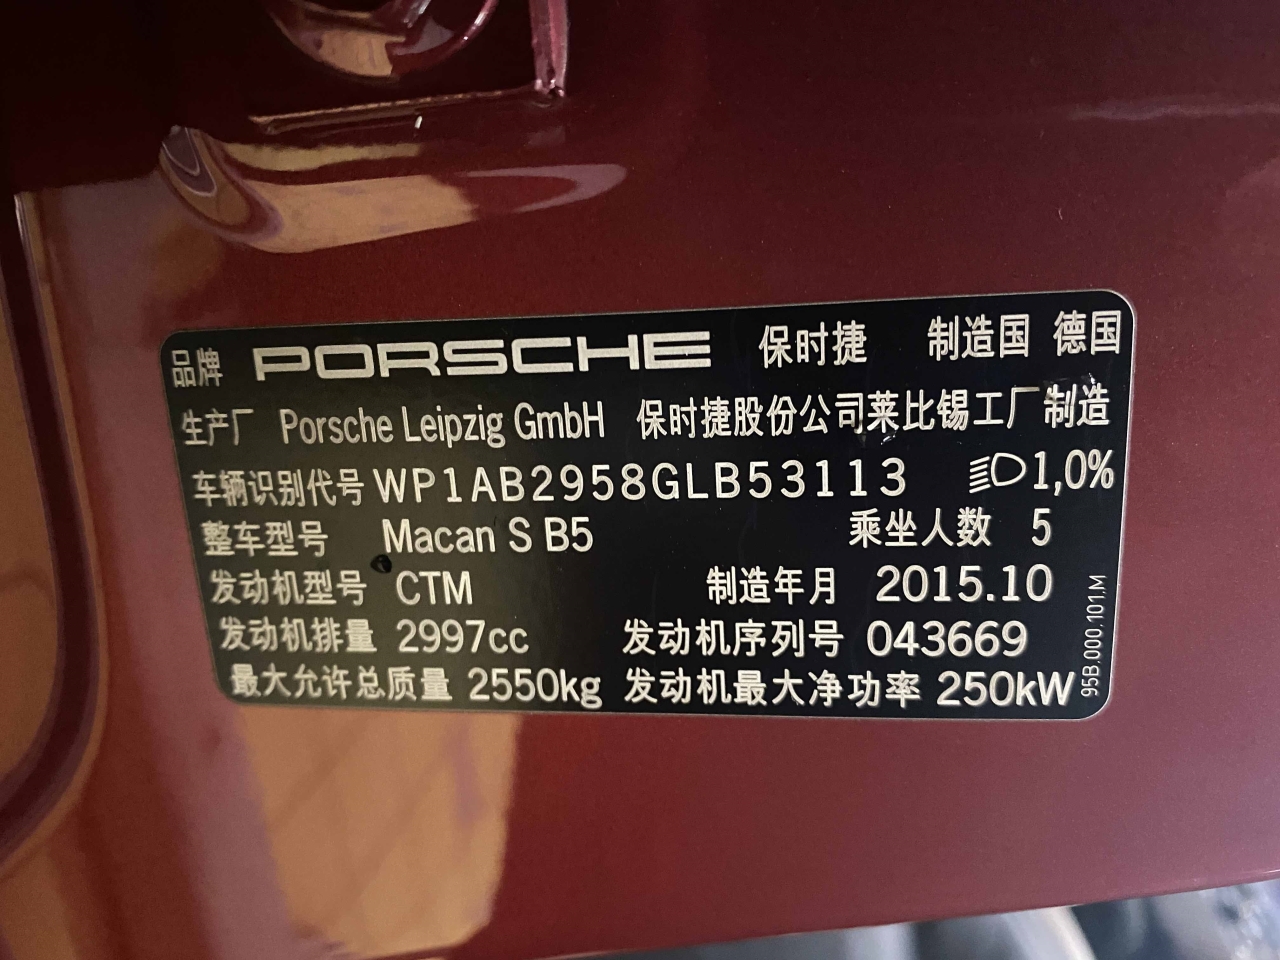 品牌 PORSCHE 保时捷 制造国 德国
生产厂 Porsche Leipzig GmbH 保时捷股份公司莱比锡工厂制造
车辆识别代号 WP1AB2958GLB53113 1,0%
整车型号 Macan S B5 乘坐人数 5
发动机型号 CTM 制造年月 2015.10
发动机排量 2997cc 发动机序列号 043669
最大允许总质量 2550kg 发动机最大净功率 250kW
95B.000.101.M